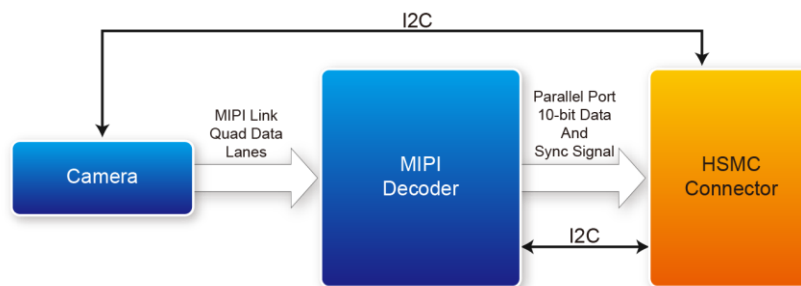 I2C
MIPI Link
Quad Data
Lanes
Parallel Port
10-bit Data
And
Sync Signal
Camera
MIPI
Decoder
HSMC
Connector
I2C